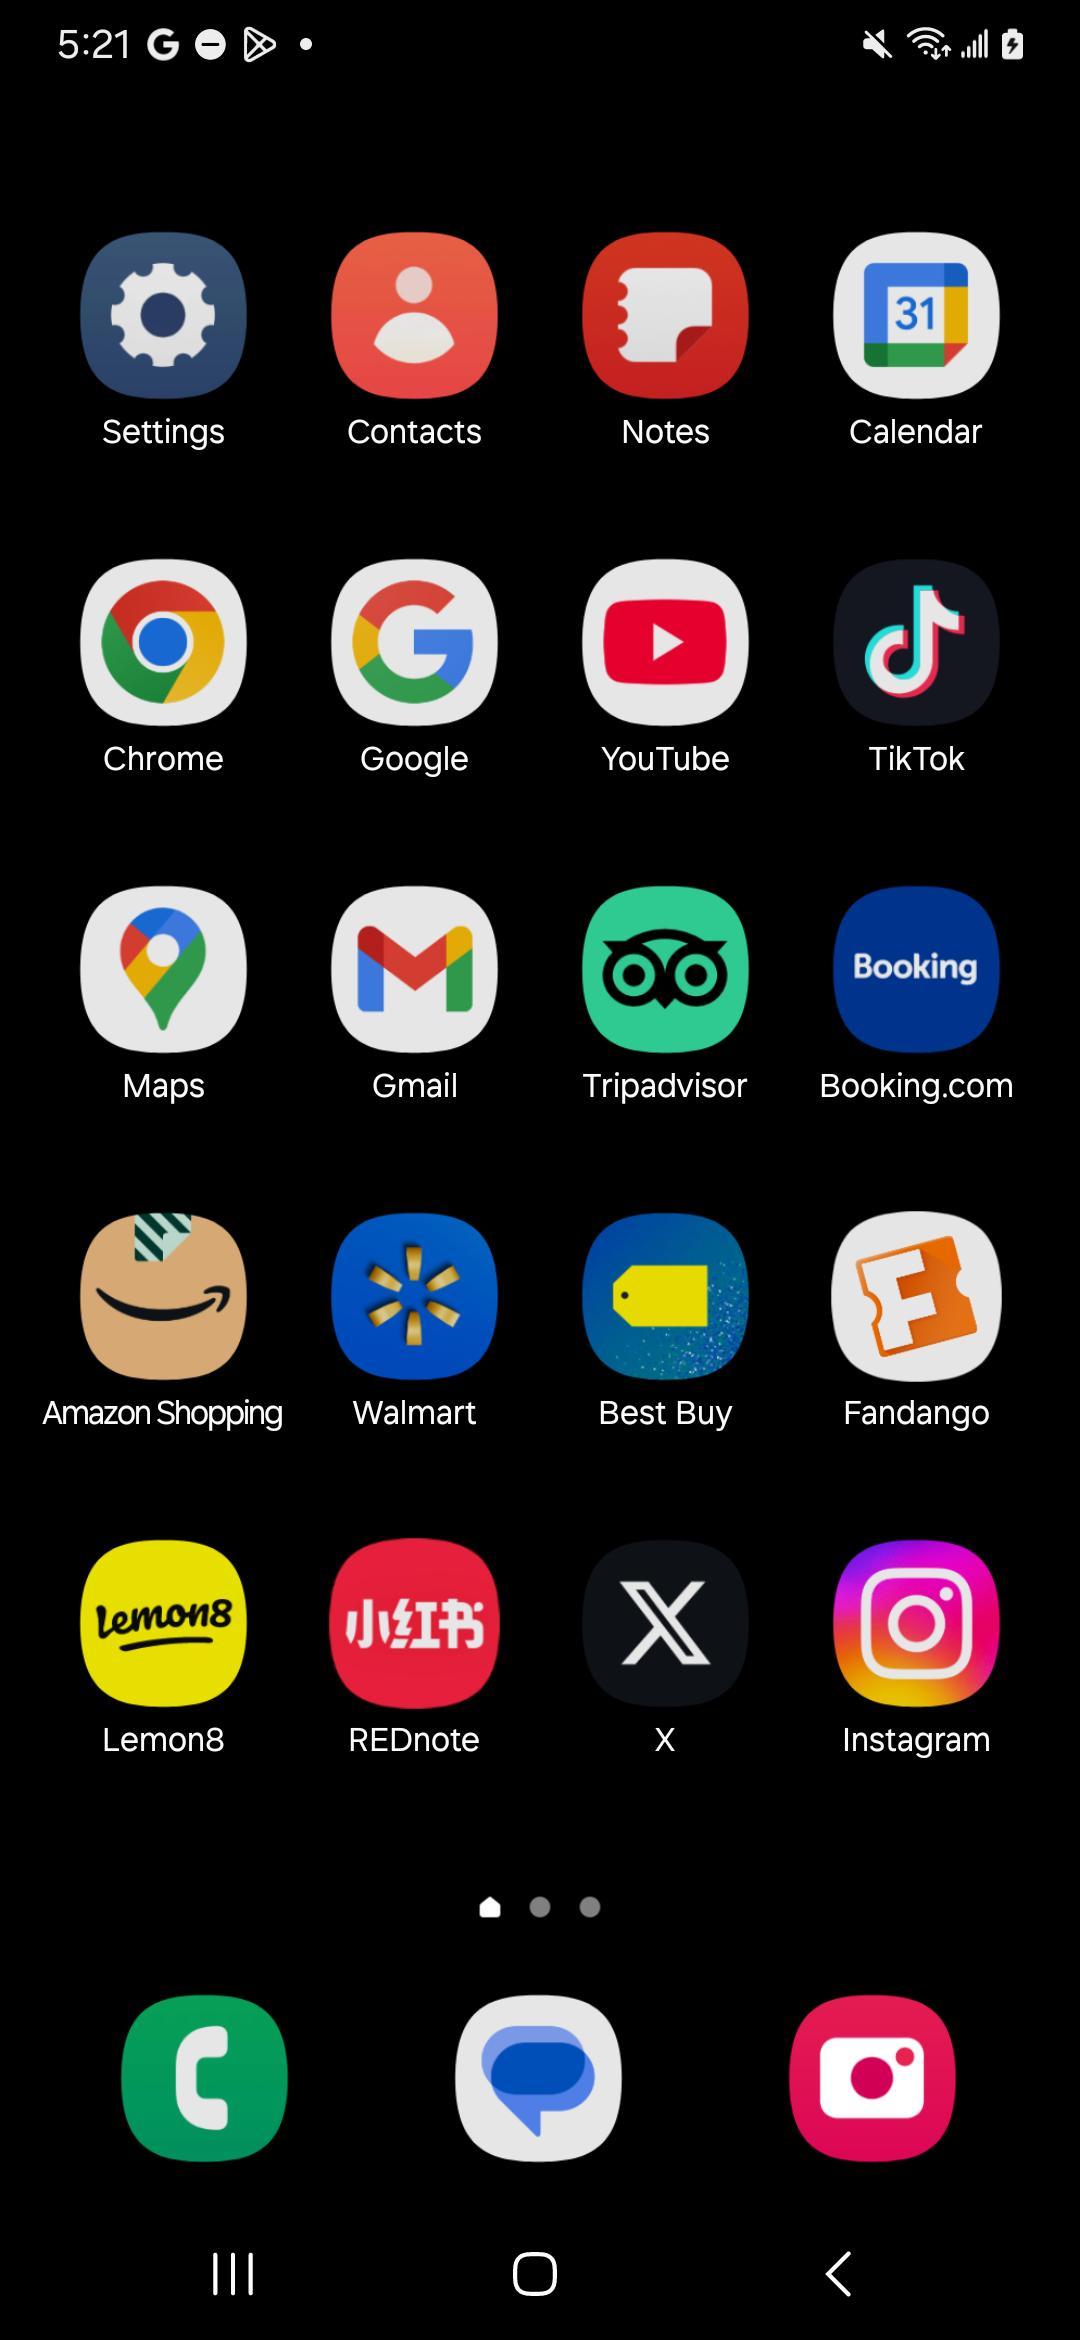 5:21
31
Settings Contacts Notes Calendar
Chrome Google YouTube TikTok
Booking
Maps Gmail Tripadvisor Booking.com
Amazon Shopping Walmart Best Buy Fandango
Lemon8 小红书
Lemon8 REDnote X Instagram